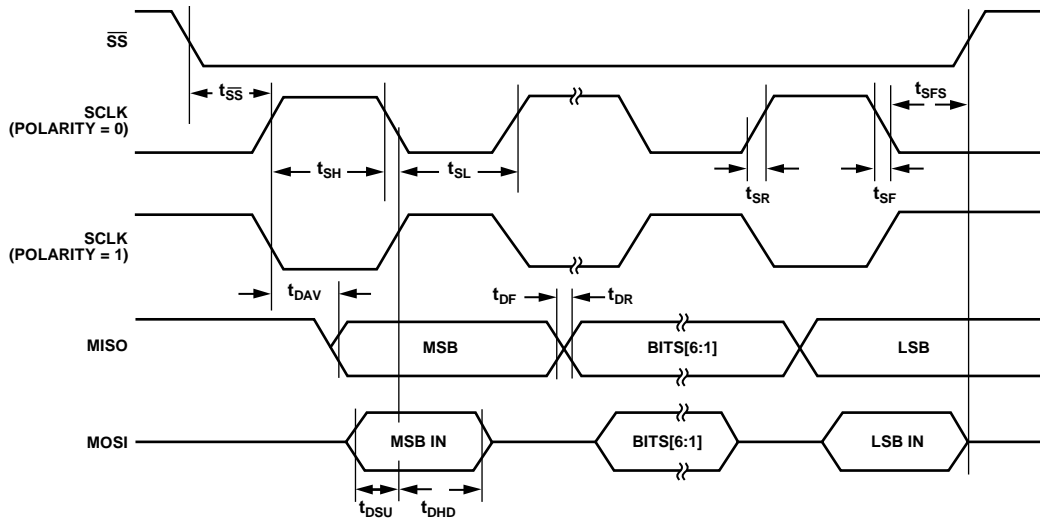 SS
tSS
SCLK
(POLARITY = 0)
tSFS
tSH
tSL
tSR
tSF
SCLK
(POLARITY = 1)
tDAV
tDF
tDR
MISO
MSB
BITS[6:1]
LSB
MOSI
MSB IN
BITS[6:1]
LSB IN
tDSU
tDHD